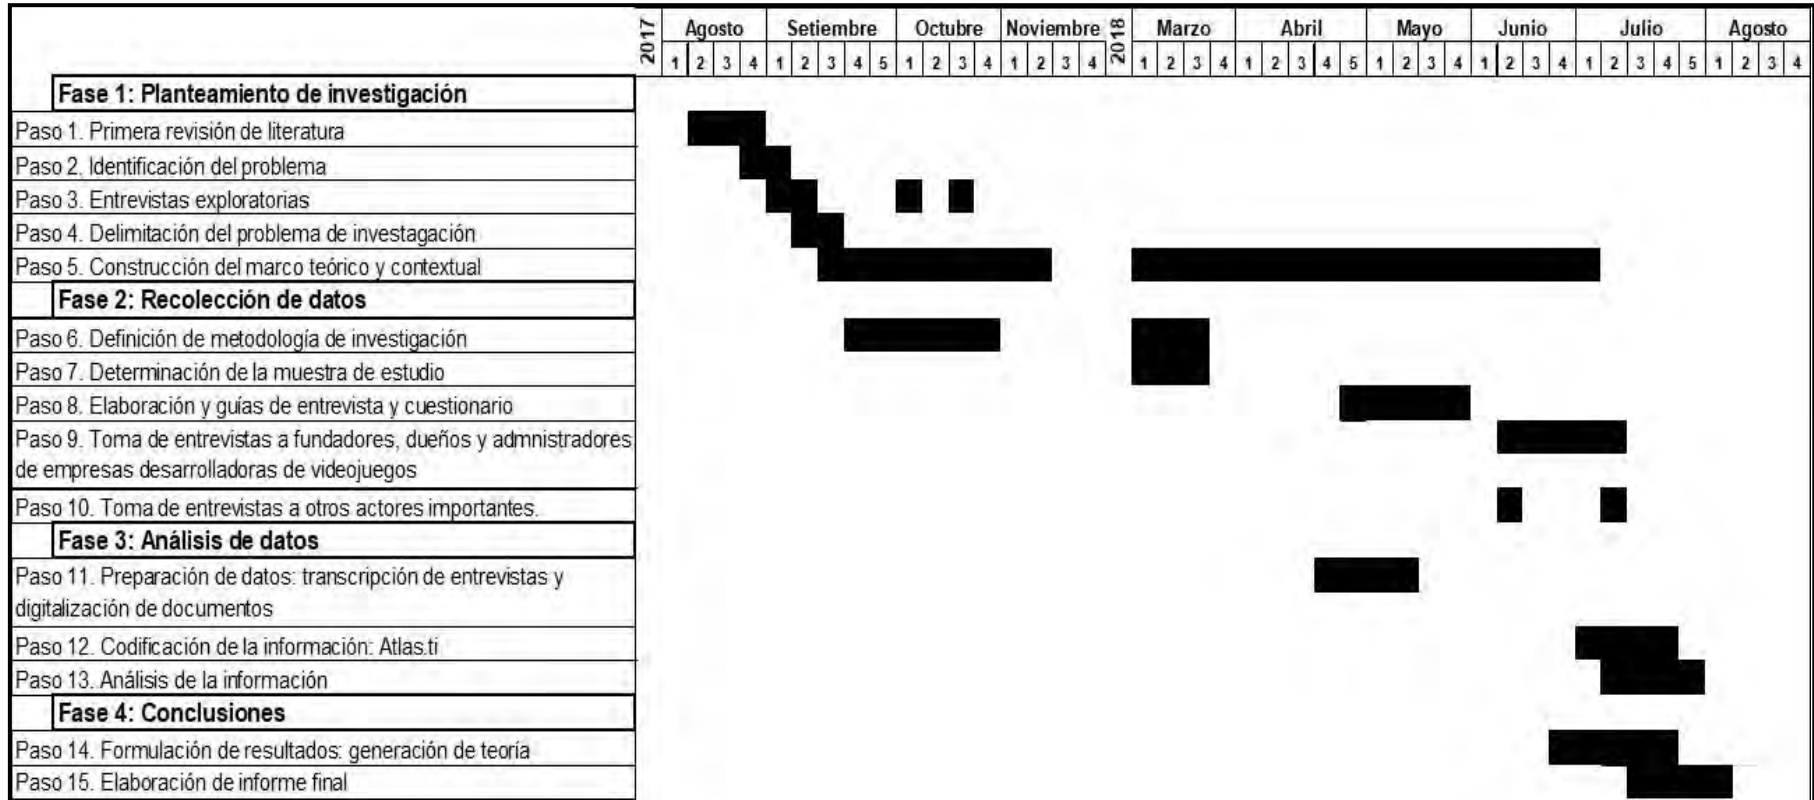 2017 Agosto Setiembre Octubre Noviembre 2018 Marzo Abril Mayo Junio Julio Agosto
1 2 3 4 1 2 3 4 5 1 2 3 4 1 2 3 4 1 2 3 4 1 2 3 4 5 1 2 3 4 1 2 3 4 1 2 3 4 5 1 2 3 4
Fase 1: Planteamiento de investigación
Paso 1. Primera revisión de literatura
Paso 2. Identificación del problema
Paso 3. Entrevistas exploratorias
Paso 4. Delimitación del problema de investagación
Paso 5. Construcción del marco teórico y contextual
Fase 2: Recolección de datos
Paso 6. Definición de metodología de investigación
Paso 7. Determinación de la muestra de estudio
Paso 8. Elaboración y guías de entrevista y cuestionario
Paso 9. Toma de entrevistas a fundadores, dueños y admnistradores
de empresas desarrolladoras de videojuegos
Paso 10. Toma de entrevistas a otros actores importantes.
Fase 3: Análisis de datos
Paso 11. Preparación de datos: transcripción de entrevistas y
digitalización de documentos
Paso 12. Codificación de la información: Atlas.ti
Paso 13. Análisis de la información
Fase 4: Conclusiones
Paso 14. Formulación de resultados: generación de teoría
Paso 15. Elaboración de informe final